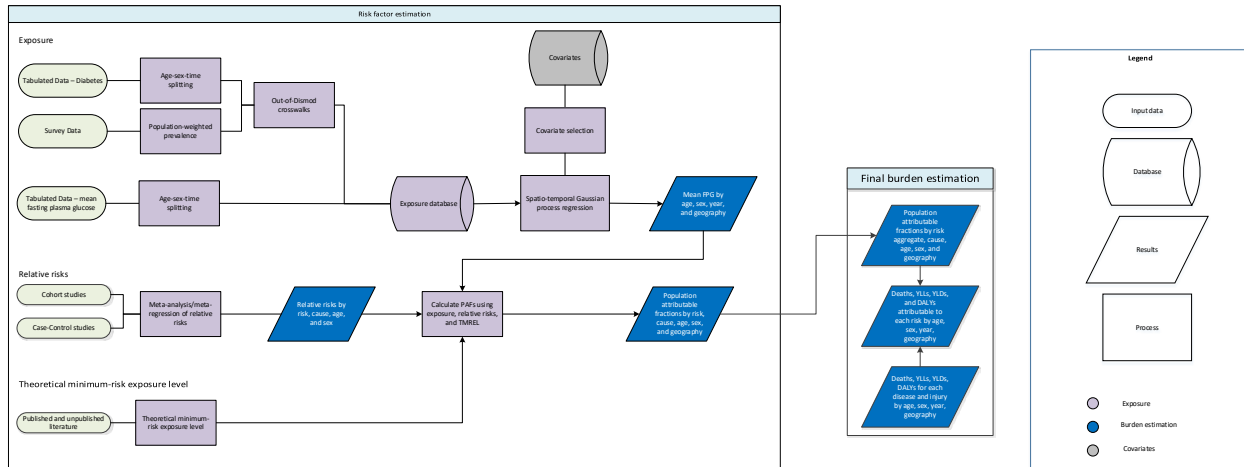 Risk factor estimation
Exposure
Tabulated Data – Diabetes
Age-sex-time
splitting
Survey Data
Population-weighted
prevalence
Out-of-Dismod
crosswalks
Covariates
Covariate selection
Tabulated Data – mean
fasting plasma glucose
Age-sex-time
splitting
Exposure database
Spatio-temporal Gaussian
process regression
Mean FPG by
age, sex, year,
and geography
Relative risks
Cohort studies
Case-Control studies
Meta-analysis/meta-
regression of relative
risks
Relative risks by
risk, cause, age,
and sex
Calculate PAFs using
exposure, relative risks,
and TMREL
Population
attributable
fractions by risk,
cause, age, sex,
and geography
Theoretical minimum-risk exposure level
Published and unpublished
literature
Theoretical minimum-
risk exposure level
Final burden estimation
Population
attributable
fractions by risk
aggregate, cause,
age, sex, and
geography
Deaths, YLLs, YLDs,
and DALYs
attributable to
each risk by age,
sex, year,
geography
Deaths, YLLs, YLDs,
DALYs for each
disease and injury
by age, sex, year,
geography
Legend
Input data
Database
Results
Process
Exposure
Burden estimation
Covariates